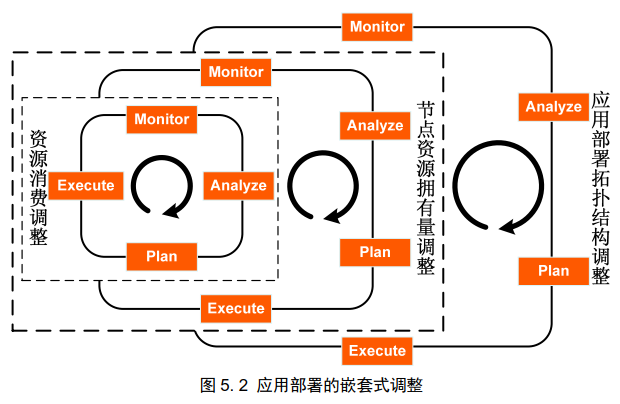 Monitor
Monitor
Monitor
Analyze
Analyze
Execute
Analyze
Plan
Plan
Plan
Execute
Execute
资源消费调整
节点资源拥有量调整
应用部署拓扑结构调整
图 5. 2 应用部署的嵌套式调整